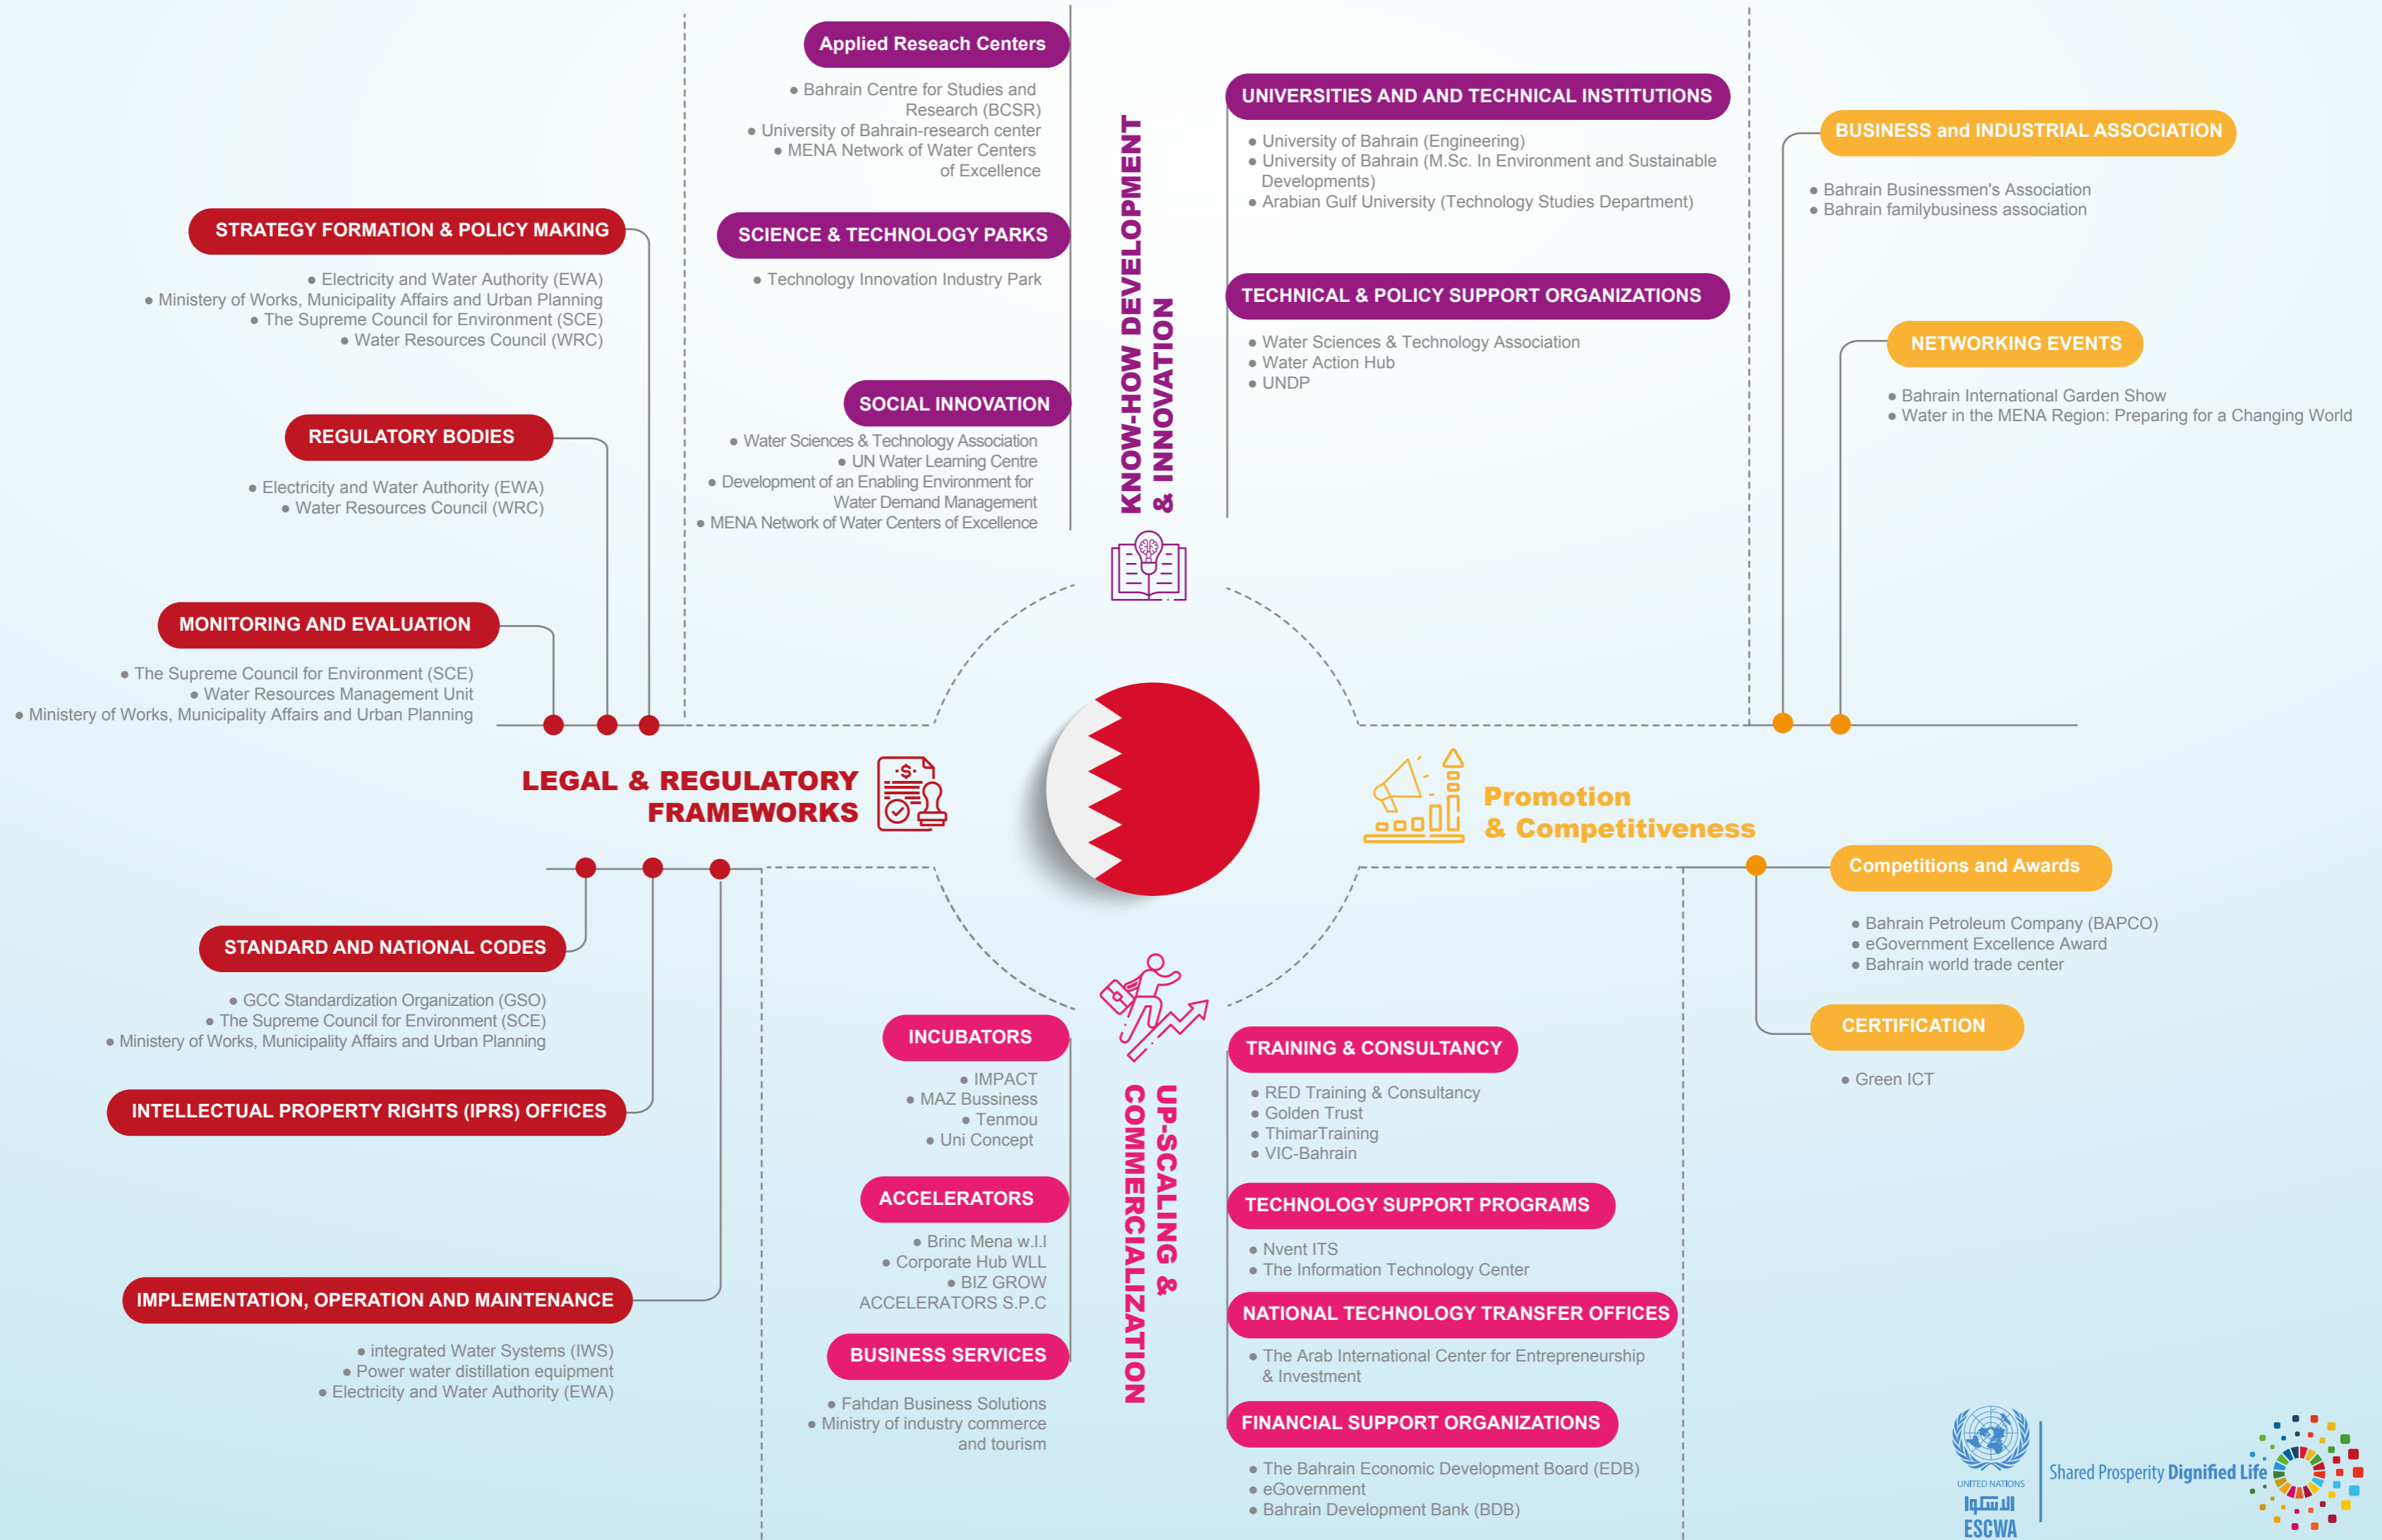 Applied Reseach Centers
● Bahrain Centre for Studies and
Research (BCSR)
● University of Bahrain-research center
● MENA Network of Water Centers
of Excellence
SCIENCE & TECHNOLOGY PARKS
● Technology Innovation Industry Park
SOCIAL INNOVATION
● Water Sciences & Technology Association
● UN Water Learning Centre
● Development of an Enabling Environment for
Water Demand Management
● MENA Network of Water Centers of Excellence
KNOW-HOW DEVELOPMENT
& INNOVATION
UNIVERSITIES AND AND TECHNICAL INSTITUTIONS
● University of Bahrain (Engineering)
● University of Bahrain (M.Sc. In Environment and Sustainable
Developments)
● Arabian Gulf University (Technology Studies Department)
TECHNICAL & POLICY SUPPORT ORGANIZATIONS
● Water Sciences & Technology Association
● Water Action Hub
● UNDP
BUSINESS and INDUSTRIAL ASSOCIATION
● Bahrain Businessmen's Association
● Bahrain familybusiness association
NETWORKING EVENTS
● Bahrain International Garden Show
● Water in the MENA Region: Preparing for a Changing World
STRATEGY FORMATION & POLICY MAKING
● Electricity and Water Authority (EWA)
● Ministery of Works, Municipality Affairs and Urban Planning
● The Supreme Council for Environment (SCE)
● Water Resources Council (WRC)
REGULATORY BODIES
● Electricity and Water Authority (EWA)
● Water Resources Council (WRC)
MONITORING AND EVALUATION
● The Supreme Council for Environment (SCE)
● Water Resources Management Unit
● Ministery of Works, Municipality Affairs and Urban Planning
LEGAL & REGULATORY
FRAMEWORKS
$
Promotion
& Competitiveness
STANDARD AND NATIONAL CODES
● GCC Standardization Organization (GSO)
● The Supreme Council for Environment (SCE)
● Ministery of Works, Municipality Affairs and Urban Planning
INTELLECTUAL PROPERTY RIGHTS (IPRS) OFFICES
IMPLEMENTATION, OPERATION AND MAINTENANCE
● integrated Water Systems (IWS)
● Power water distillation equipment
● Electricity and Water Authority (EWA)
INCUBATORS
● IMPACT
● MAZ Bussiness
● Tenmou
● Uni Concept
ACCELERATORS
● Brinc Mena w.l.l
● Corporate Hub WLL
● BIZ GROW
ACCELERATORS S.P.C
BUSINESS SERVICES
● Fahdan Business Solutions
● Ministry of industry commerce
and tourism
UP-SCALING &
COMMERCIALIZATION
TRAINING & CONSULTANCY
● RED Training & Consultancy
● Golden Trust
● ThimarTraining
● VIC-Bahrain
TECHNOLOGY SUPPORT PROGRAMS
● Nvent ITS
● The Information Technology Center
NATIONAL TECHNOLOGY TRANSFER OFFICES
● The Arab International Center for Entrepreneurship
& Investment
FINANCIAL SUPPORT ORGANIZATIONS
● The Bahrain Economic Development Board (EDB)
● eGovernment
● Bahrain Development Bank (BDB)
Competitions and Awards
● Bahrain Petroleum Company (BAPCO)
● eGovernment Excellence Award
● Bahrain world trade center
CERTIFICATION
● Green ICT
UNITED NATIONS
الاسكوا
ESCWA
Shared Prosperity Dignified Life